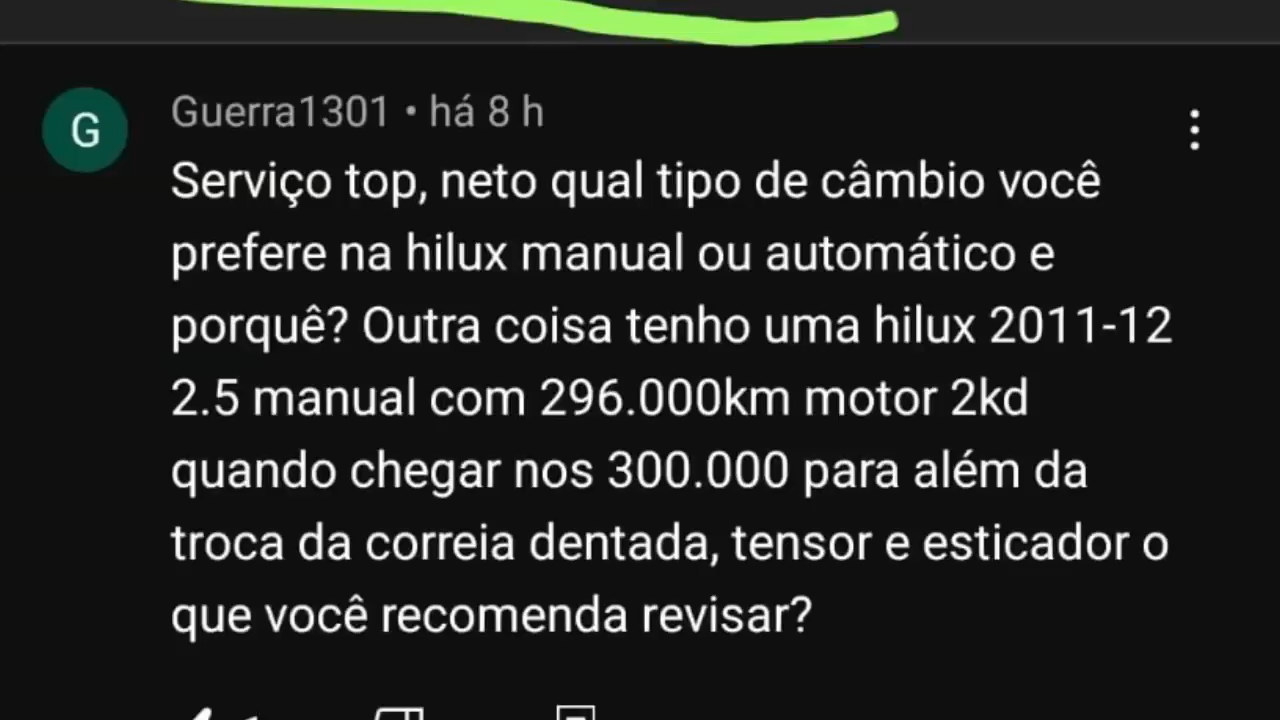 G
Guerra1301 • há 8 h
Serviço top, neto qual tipo de câmbio você
prefere na hilux manual ou automático e
porquê? Outra coisa tenho uma hilux 2011-12
2.5 manual com 296.000km motor 2kd
quando chegar nos 300.000 para além da
troca da correia dentada, tensor e esticador o
que você recomenda revisar?